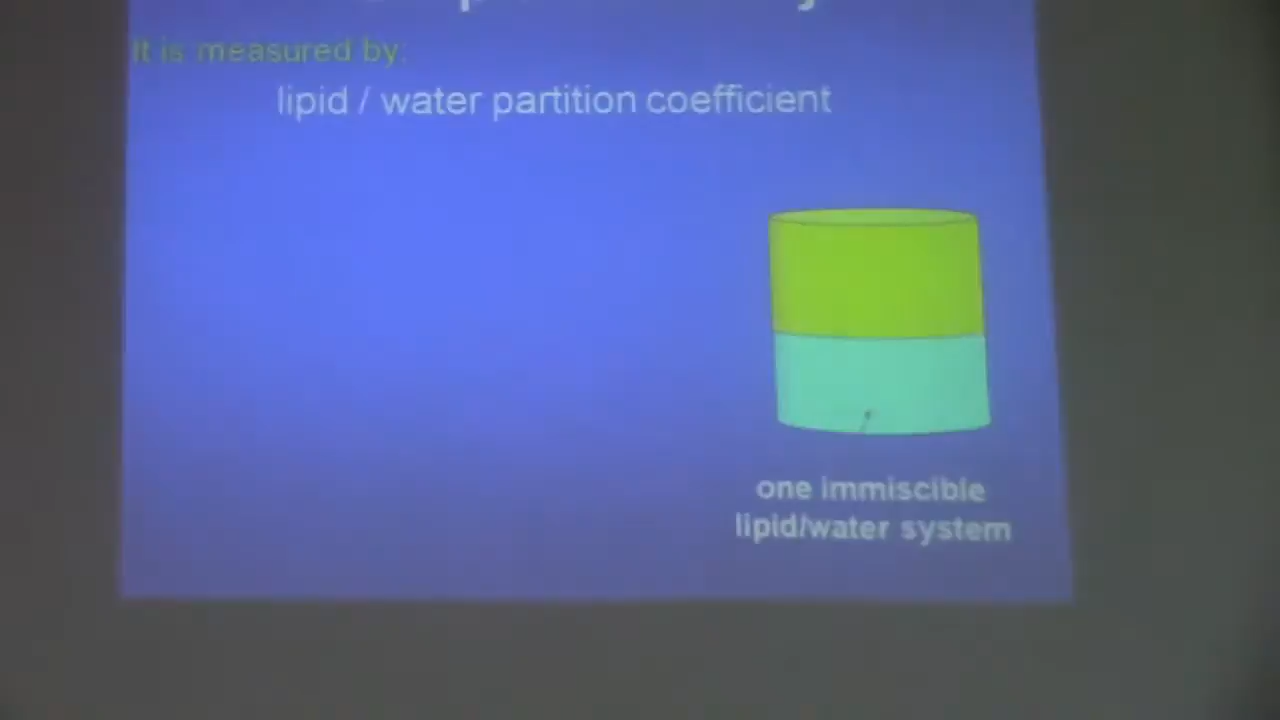 It is measured by:
lipid / water partition coefficient
one immiscible
lipid/water system